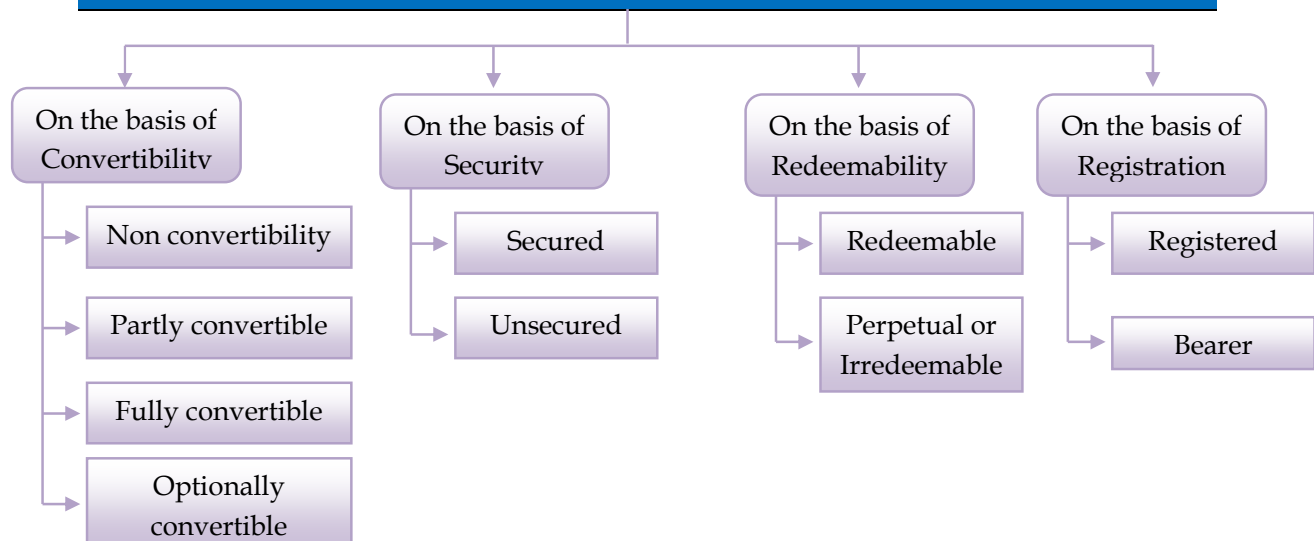 On the basis of
Convertibility
Non convertibility
Partly convertible
Fully convertible
Optionally
convertible
On the basis of
Security
Secured
Unsecured
On the basis of
Redeemability
Redeemable
Perpetual or
Irredeemable
On the basis of
Registration
Registered
Bearer